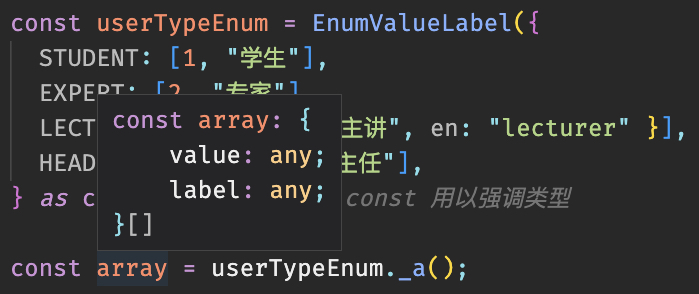 const userTypeEnum = EnumValueLabel({
STUDENT: [1, "学生"],
EXPERT: [2, "专家"]
LECT 主讲", en: "lecturer" }],
HEAD 主任"],
} as c const 用以强调类型
const array: {
value: any;
label: any;
}[]
const array = userTypeEnum._a();